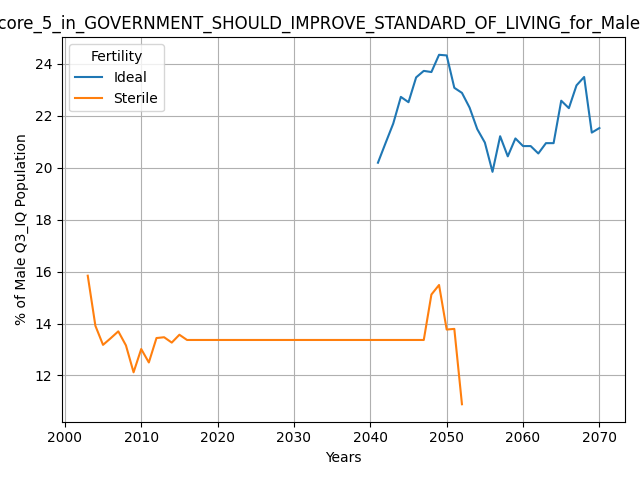 core_5_in_GOVERNMENT_SHOULD_IMPROVE_STANDARD_OF_LIVING_for_Male
Fertility
Ideal
Sterile
% of Male Q3_IQ Population
24
22
20
18
16
14
12
2000 2010 2020 2030 2040 2050 2060 2070
Years